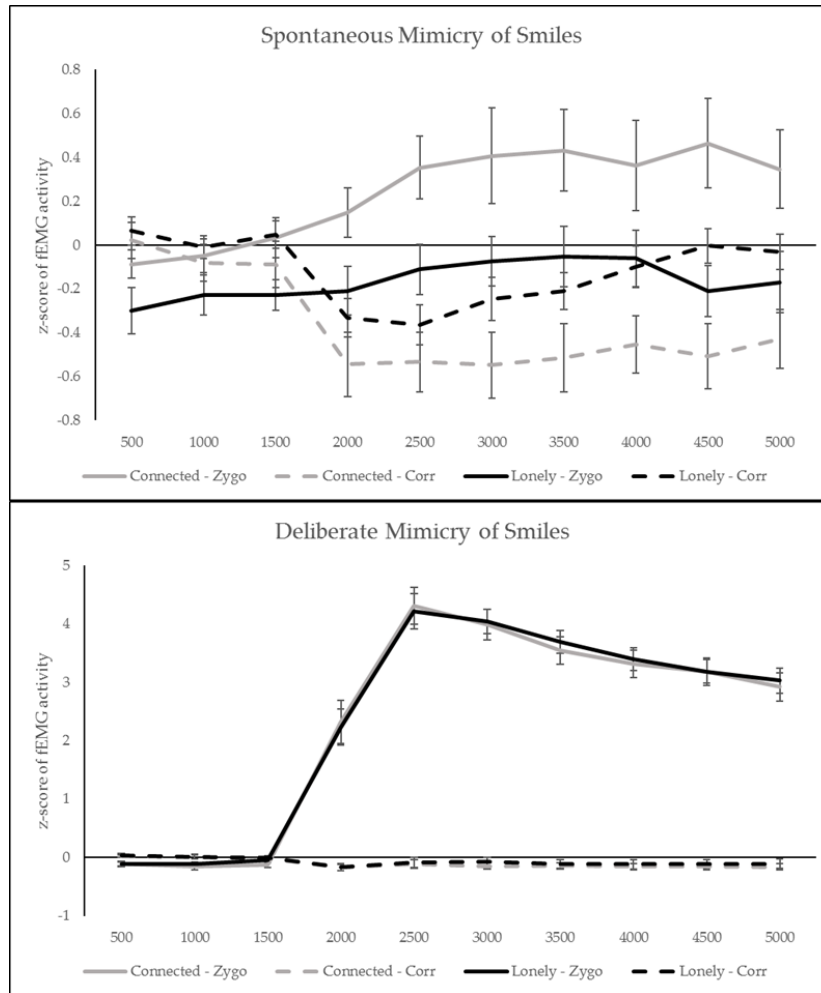 Spontaneous Mimicry of Smiles
0.8
0.6
0.4
0.2
0
-0.2
-0.4
-0.6
-0.8
z-score of fEMG activity
500 1000 1500 2000 2500 3000 3500 4000 4500 5000
Connected - Zygo Connected - Corr Lonely - Zygo Lonely - Corr
Deliberate Mimicry of Smiles
5
4
3
2
1
0
-1
z-score of fEMG activity
500 1000 1500 2000 2500 3000 3500 4000 4500 5000
Connected - Zygo Connected - Corr Lonely - Zygo Lonely - Corr